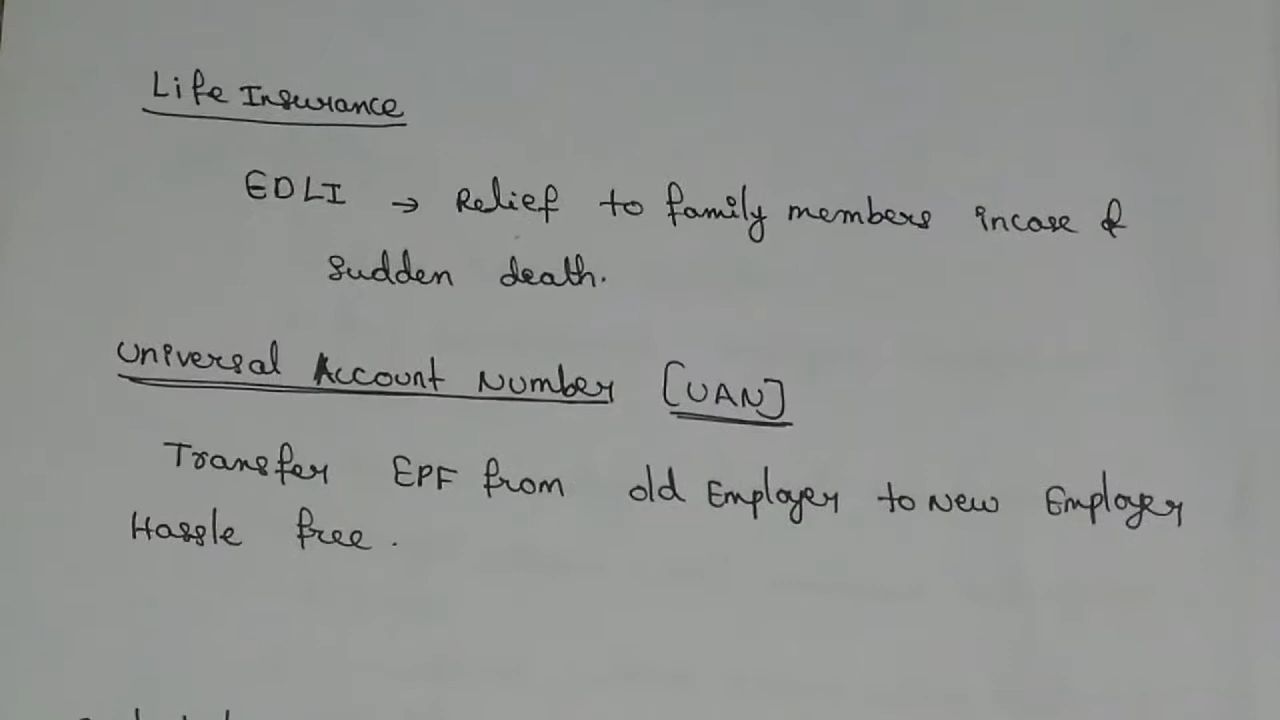 Life Insurance
EDLI → Relief to family members incase of
sudden death.
Universal Account Number [UAN]
Transfer EPF from old Employer to New Employer
Hassle free.